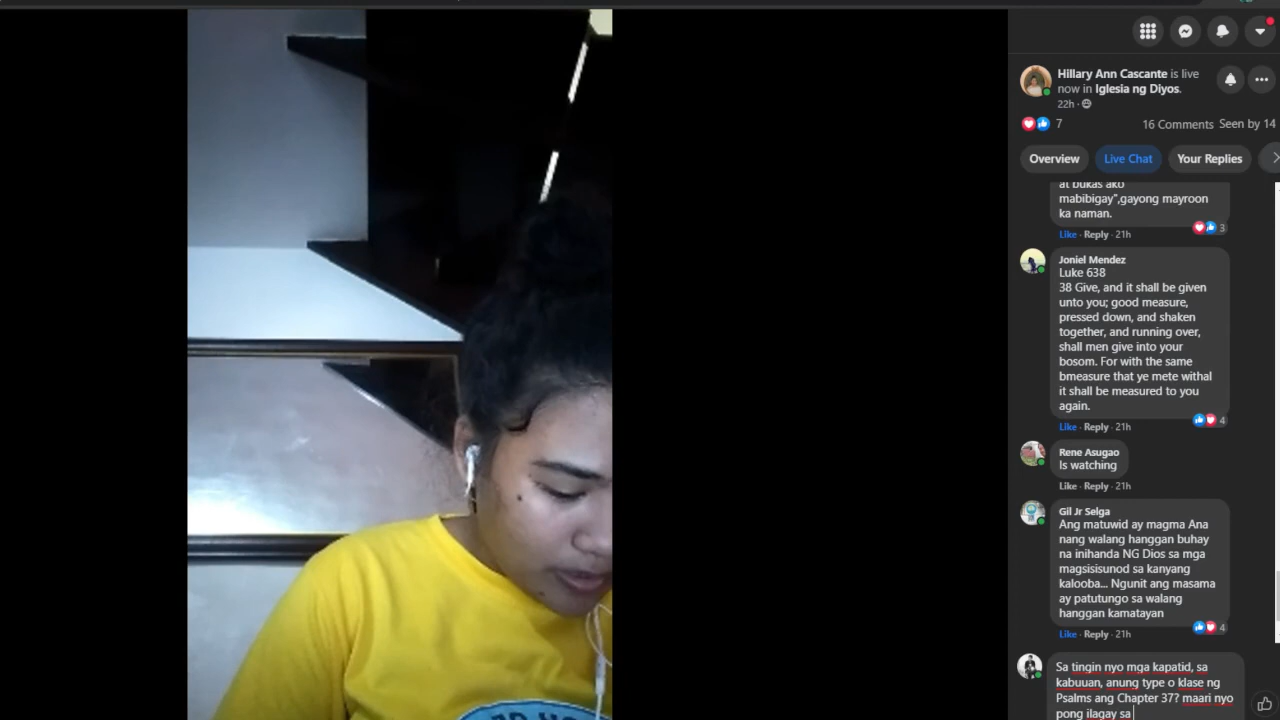 Hillary Ann Cascante is live
now in Iglesia ng Diyos.
22h
7
16 Comments Seen by 14
Overview
Live Chat
Your Replies
at bukas ako
mabibigay",gayong mayroon
ka naman.
Like · Reply · 21h
3
Joniel Mendez
Luke 638
38 Give, and it shall be given
unto you; good measure,
pressed down, and shaken
together, and running over,
shall men give into your
bosom. For with the same
bmeasure that ye mete withal
it shall be measured to you
again.
4
Like · Reply · 21h
Rene Asugao
Is watching
Like · Reply · 21h
Gil Jr Selga
Ang matuwid ay magma Ana
nang walang hanggan buhay
na inihanda NG Dios sa mga
magsisisunod sa kanyang
kalooba... Ngunit ang masama
ay patutungo sa walang
hanggan kamatayan
4
Like · Reply · 21h
Sa tingin nyo mga kapatid, sa
kabuuan, anung type o klase ng
Psalms ang Chapter 37? maari nyo
pong ilagay sa